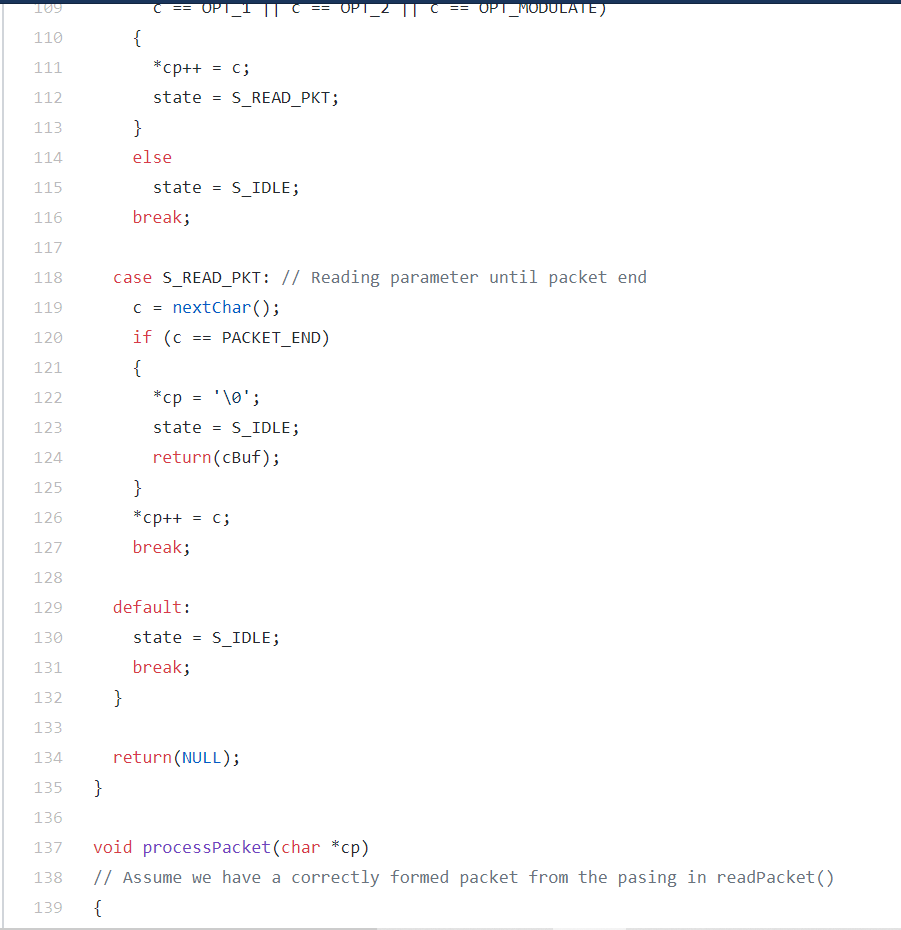 109 c == OPT_1 || c == OPT_2 || c == OPT_MODULATE)
110 {
111 *cp++ = c;
112 state = S_READ_PKT;
113 }
114 else
115 state = S_IDLE;
116 break;
117
118 case S_READ_PKT: // Reading parameter until packet end
119 c = nextChar();
120 if (c == PACKET_END)
121 {
122 *cp = '\0';
123 state = S_IDLE;
124 return(cBuf);
125 }
126 *cp++ = c;
127 break;
128
129 default:
130 state = S_IDLE;
131 break;
132 }
133
134 return(NULL);
135 }
136
137 void processPacket(char *cp)
138 // Assume we have a correctly formed packet from the pasing in readPacket()
139 {